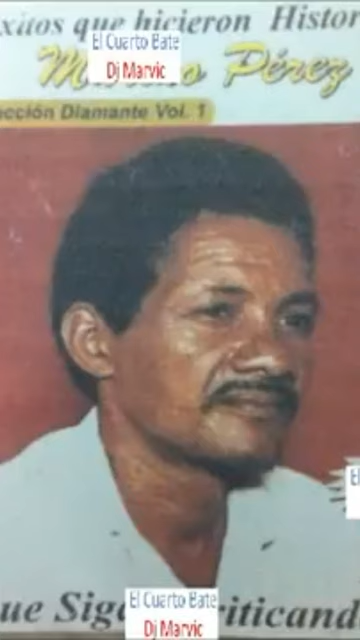 xitos que hicieron Histor
El Cuarto Bate
Dj Marvic
Pérez
cción Diamante Vol. 1
El Cuarto Bate
Dj Marvic
ue Sig
riticand